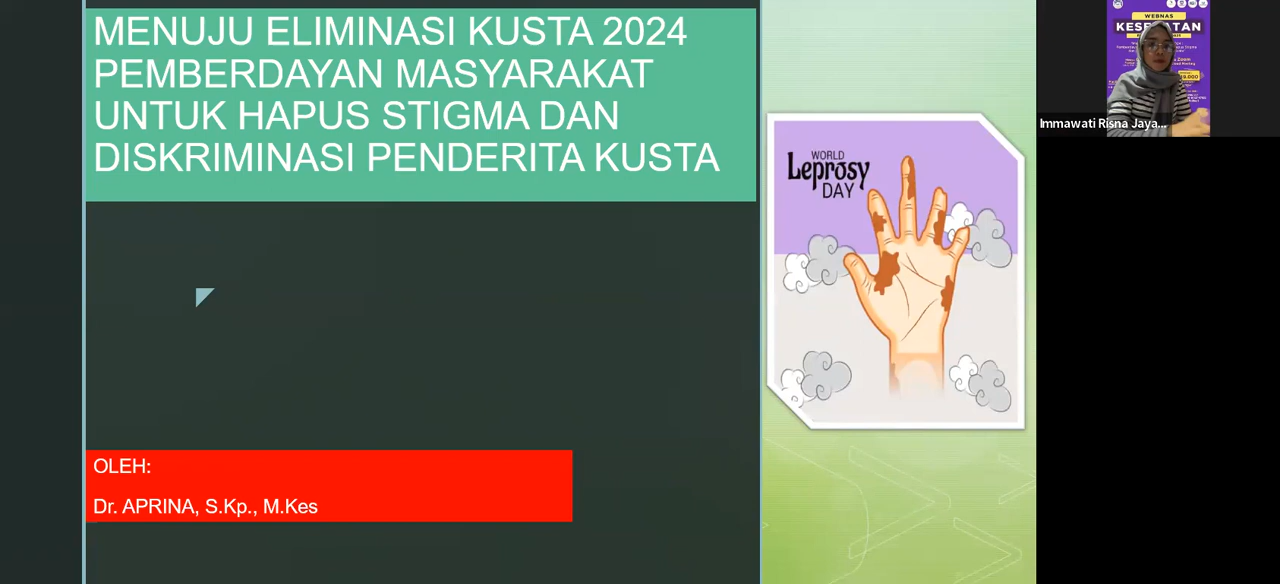 MENUJU ELIMINASI KUSTA 2024
PEMBERDAYAN MASYARAKAT
UNTUK HAPUS STIGMA DAN
DISKRIMINASI PENDERITA KUSTA
OLEH:
Dr. APRINA, S.Kp., M.Kes
WORLD
Leprosy
DAY
WEBNAS
KESEHATAN
Zoom
Immawati Risna Jaya...